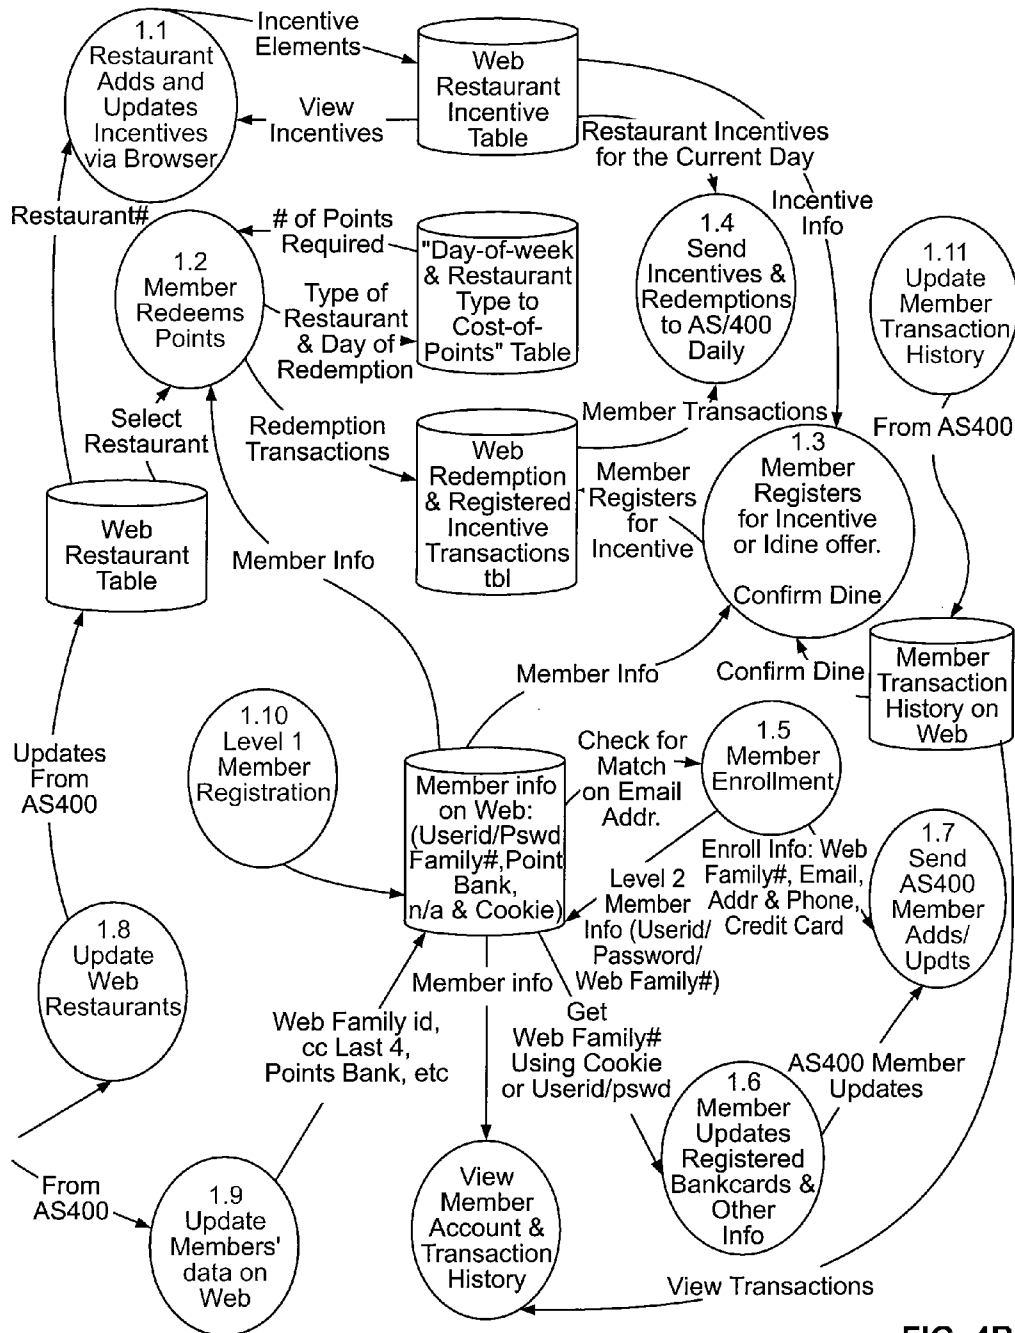 1.1
Restaurant
Adds and
Updates
Incentives
via Browser
Incentive
Elements
View
Incentives
Web
Restaurant
Incentive
Table
Restaurant Incentives
for the Current Day
Incentive
Info
Restaurant#
1.2
Member
Redeems
Points
# of Points
Required
Type of
Restaurant
& Day of
Redemption
"Day-of-week
& Restaurant
Type to
Cost-of-
Points" Table
1.4
Send
Incentives &
Redemptions
to AS/400
Daily
1.11
Update
Member
Transaction
History
From AS400
Select
Restaurant
Redemption
Transactions
Web
Redemption
& Registered
Incentive
Transactions
tbl
Member Transactions
Member
Registers
for
Incentive
1.3
Member
Registers
for Incentive
or Idine offer.
Confirm Dine
Web
Restaurant
Table
Member Info
Member Info
Confirm Dine
Member
Transaction
History on
Web
1.10
Level 1
Member
Registration
Updates
From
AS400
Member info
on Web:
(Userid/Pswd
Family#,Point
Bank,
n/a & Cookie)
Check for
Match
on Email
Addr.
1.5
Member
Enrollment
Level 2
Member
Info (Userid/
Password/
Web Family#)
Enroll Info: Web
Family#, Email,
Addr & Phone,
Credit Card
1.7
Send
AS400
Member
Adds/
Updts
1.8
Update
Web
Restaurants
Member info
Web Family id,
cc Last 4,
Points Bank, etc
Get
Web Family#
Using Cookie
or Userid/pswd
AS400 Member
Updates
1.6
Member
Updates
Registered
Bankcards &
Other
Info
From
AS400
1.9
Update
Members'
data on
Web
View
Member
Account &
Transaction
History
View Transactions